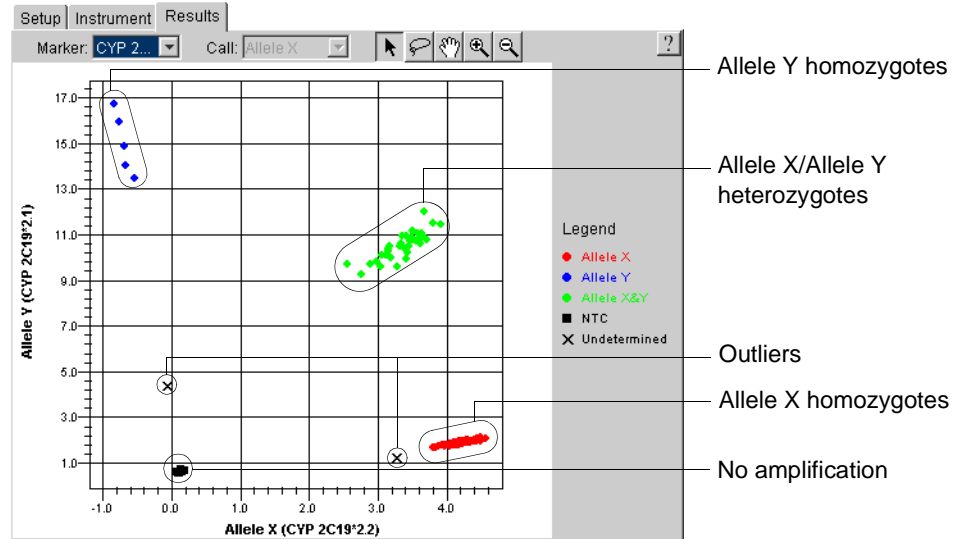 Setup Instrument Results
Marker: CYP 2... Call: Allele X ?
Allele Y homozygotes
Allele X/Allele Y
heterozygotes
Outliers
Allele X homozygotes
No amplification
Allele Y (CYP 2C19*2.1)
17.0
15.0
13.0
11.0
9.0
7.0
5.0
3.0
1.0
-1.0 0.0 1.0 2.0 3.0 4.0
Allele X (CYP 2C19*2.2)
Legend
Allele X
Allele Y
Allele X&Y
NTC
Undetermined